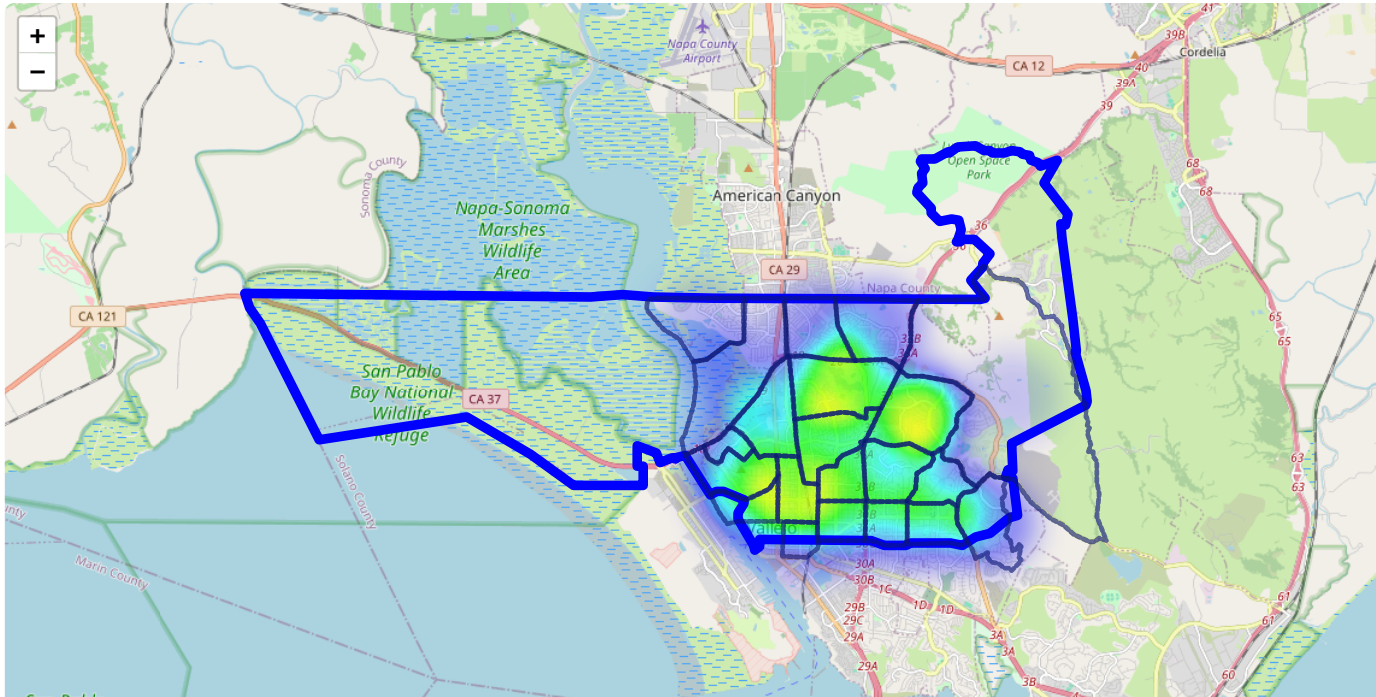 +
−
41
39B
Cordelia
Napa County
Airport
CA 12
40
39A
39
Open Space
Park
68
68
Sonoma County
American Canyon
Napa-Sonoma
Marshes
Wildlife
Area
36
CA 29
Napa County
CA 121
65
65
San Pablo
Bay National
Wildlife
Refuge
CA 37
Solano County
63
63
Vallejo
Marin County
30A
30B
1C
29B
1D
1D
29C
29A
3A
3A
61
61
29A
3B
60